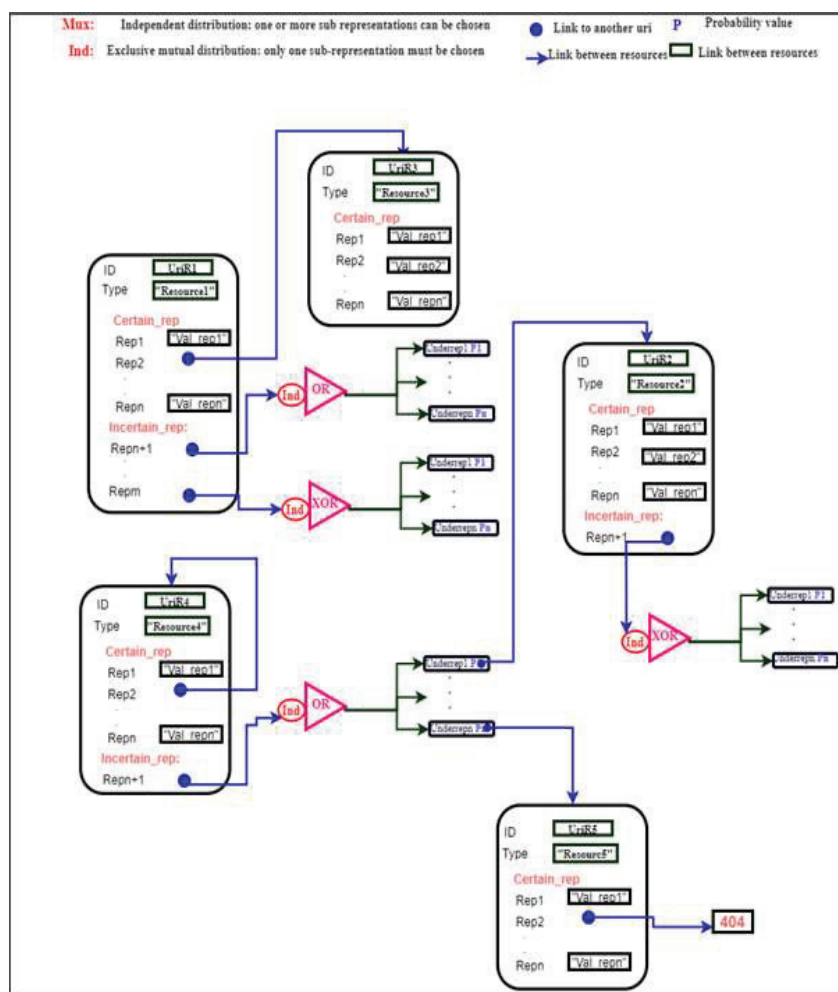 Mux: Independent distribution: one or more sub representations can be chosen
Link to another uri P Probability value
Ind: Exclusive mutual distribution: only one sub-representation must be chosen
Link between resources Link between resources
ID UriR3
Type "Resource3"
Certain_rep
Rep1 "Val_rep1"
Rep2 "Val_rep2"
.
.
Repn "Val_repn"
ID UriR1
Type "Resource1"
Certain_rep
Rep1 "Val_rep1"
Rep2
.
.
Repn "Val_repn"
Incertain_rep:
Repn+1
.
.
Repm
Ind OR
Underrep1 P1
.
.
.
Underrepn Pn
Ind XOR
Underrep1 P1
.
.
.
Underrepn Pn
ID UriR2
Type "Resource2"
Certain_rep
Rep1 "Val_rep1"
Rep2 "Val_rep2"
.
.
Repn "Val_repn"
Incertain_rep:
Repn+1
Ind XOR
Underrep1 P1
.
.
.
Underrepn Pn
ID UriR4
Type "Resource4"
Certain_rep
Rep1 "Val_rep1"
Rep2
.
.
Repn "Val_repn"
Incertain_rep:
Repn+1
Ind OR
Underrep1
.
.
.
Underrepn
ID UriR5
Type "Resourc5"
Certain_rep
Rep1 "Val_rep1"
Rep2
.
.
Repn "Val_repn"
404